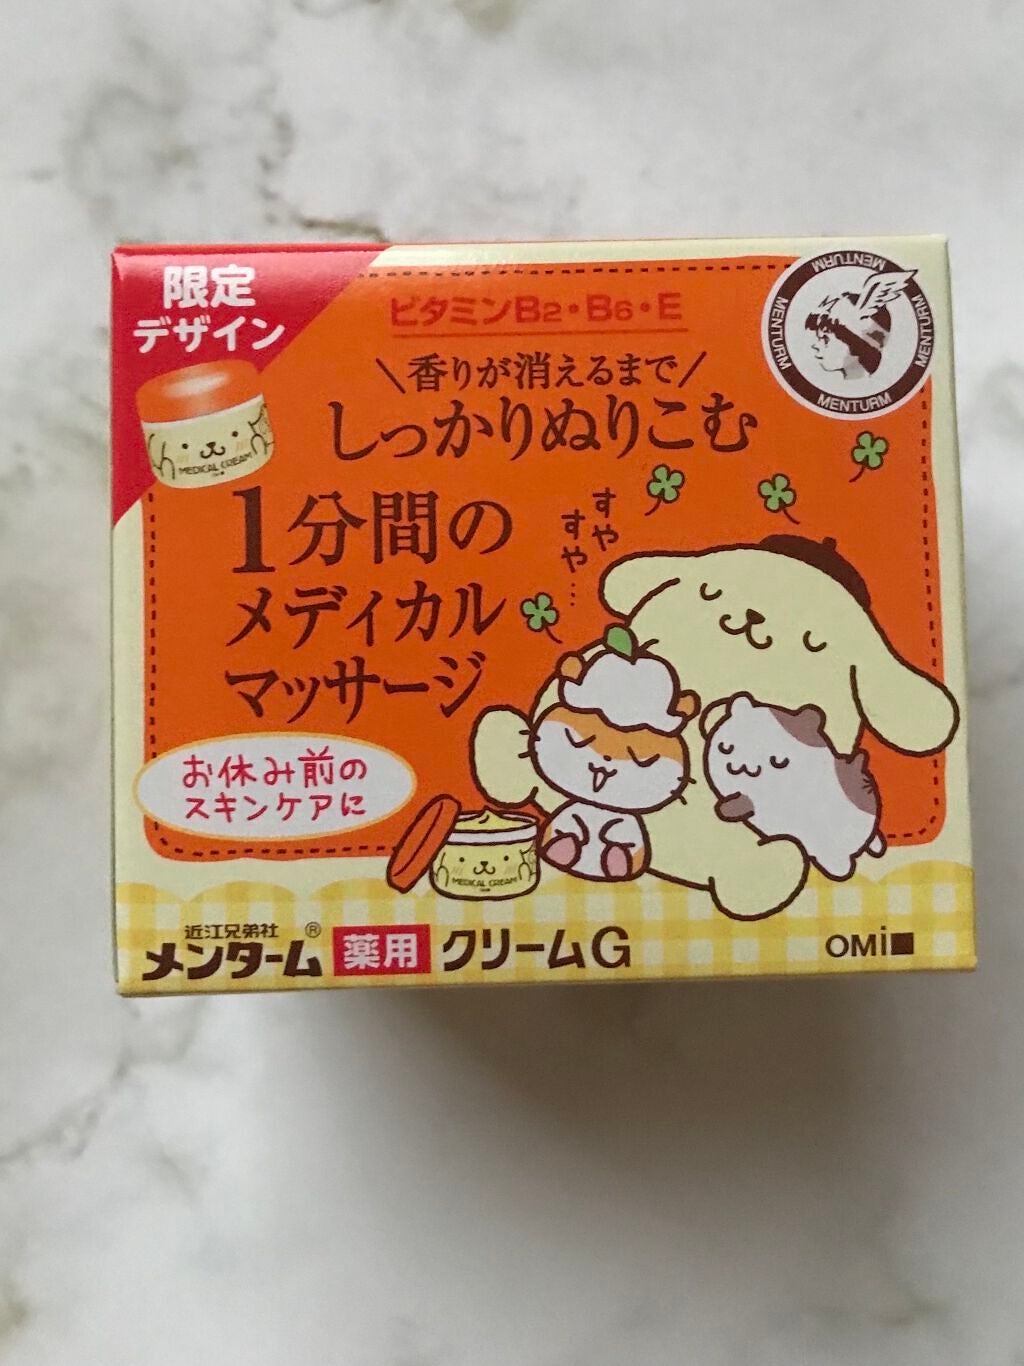 限定
デザイン
ビタミンB2・B6・E
MENTURM
MENTURM
MENTURM
MENTURM
\香りが消えるまで/
しっかりぬりこむ
MEDICAL CREAM
1分間の
メディカル
マッサージ
すや
すや…
お休み前の
スキンケアに
MEDICAL CREAM
近江兄弟社
メンターム® 薬用 クリームG
OMi